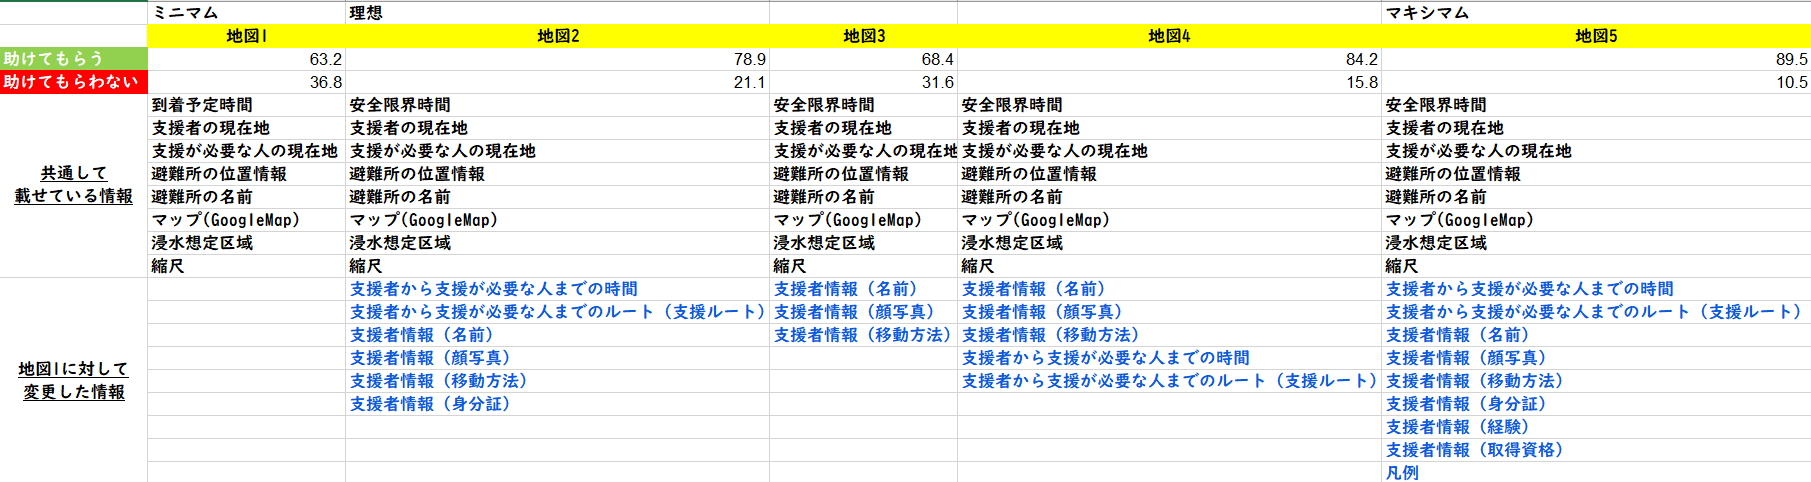 ミニマム 理想 マキシマム
地図1 地図2 地図3 地図4 地図5
助けてもらう 63.2 78.9 68.4 84.2 89.5
助けてもらわない 36.8 21.1 31.6 15.8 10.5
到着予定時間 安全限界時間 安全限界時間 安全限界時間 安全限界時間
支援者の現在地 支援者の現在地 支援者の現在地 支援者の現在地 支援者の現在地
支援が必要な人の現在地 支援が必要な人の現在地 支援が必要な人の現在地 支援が必要な人の現在地 支援が必要な人の現在地
共通して 避難所の位置情報 避難所の位置情報 避難所の位置情報 避難所の位置情報 避難所の位置情報
載せている情報 避難所の名前 避難所の名前 避難所の名前 避難所の名前 避難所の名前
マップ(GoogleMap) マップ(GoogleMap) マップ(GoogleMap) マップ(GoogleMap) マップ(GoogleMap)
浸水想定区域 浸水想定区域 浸水想定区域 浸水想定区域 浸水想定区域
縮尺 縮尺 縮尺 縮尺 縮尺
支援者から支援が必要な人までの時間 支援者情報（名前） 支援者情報（名前） 支援者から支援が必要な人までの時間
支援者から支援が必要な人までのルート（支援ルート） 支援者情報（顔写真） 支援者情報（顔写真） 支援者から支援が必要な人までのルート（支援ルート）
支援者情報（名前） 支援者情報（移動方法） 支援者情報（移動方法） 支援者情報（名前）
地図1に対して 支援者情報（顔写真） 支援者から支援が必要な人までの時間 支援者情報（顔写真）
変更した情報 支援者情報（移動方法） 支援者から支援が必要な人までのルート（支援ルート） 支援者情報（移動方法）
支援者情報（身分証） 支援者情報（身分証）
支援者情報（経験）
支援者情報（取得資格）
凡例